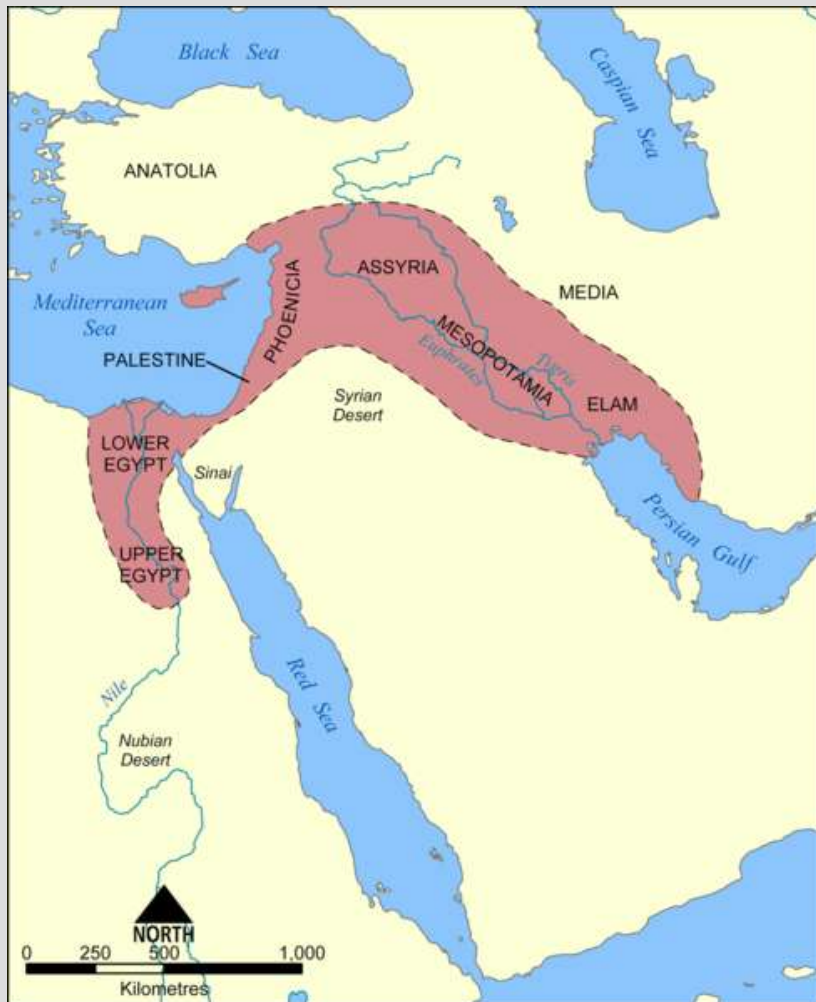 Black Sea
Caspian Sea
ANATOLIA
ASSYRIA
MEDIA
PHOENICIA
Mediterranean
Sea
MESOPOTAMIA
Tigris
Euphrates
PALESTINE
ELAM
Syrian
Desert
LOWER
EGYPT
Sinai
Persian Gulf
UPPER
EGYPT
Red Sea
Nile
Nubian
Desert
NORTH
0 250 500 1,000
Kilometres